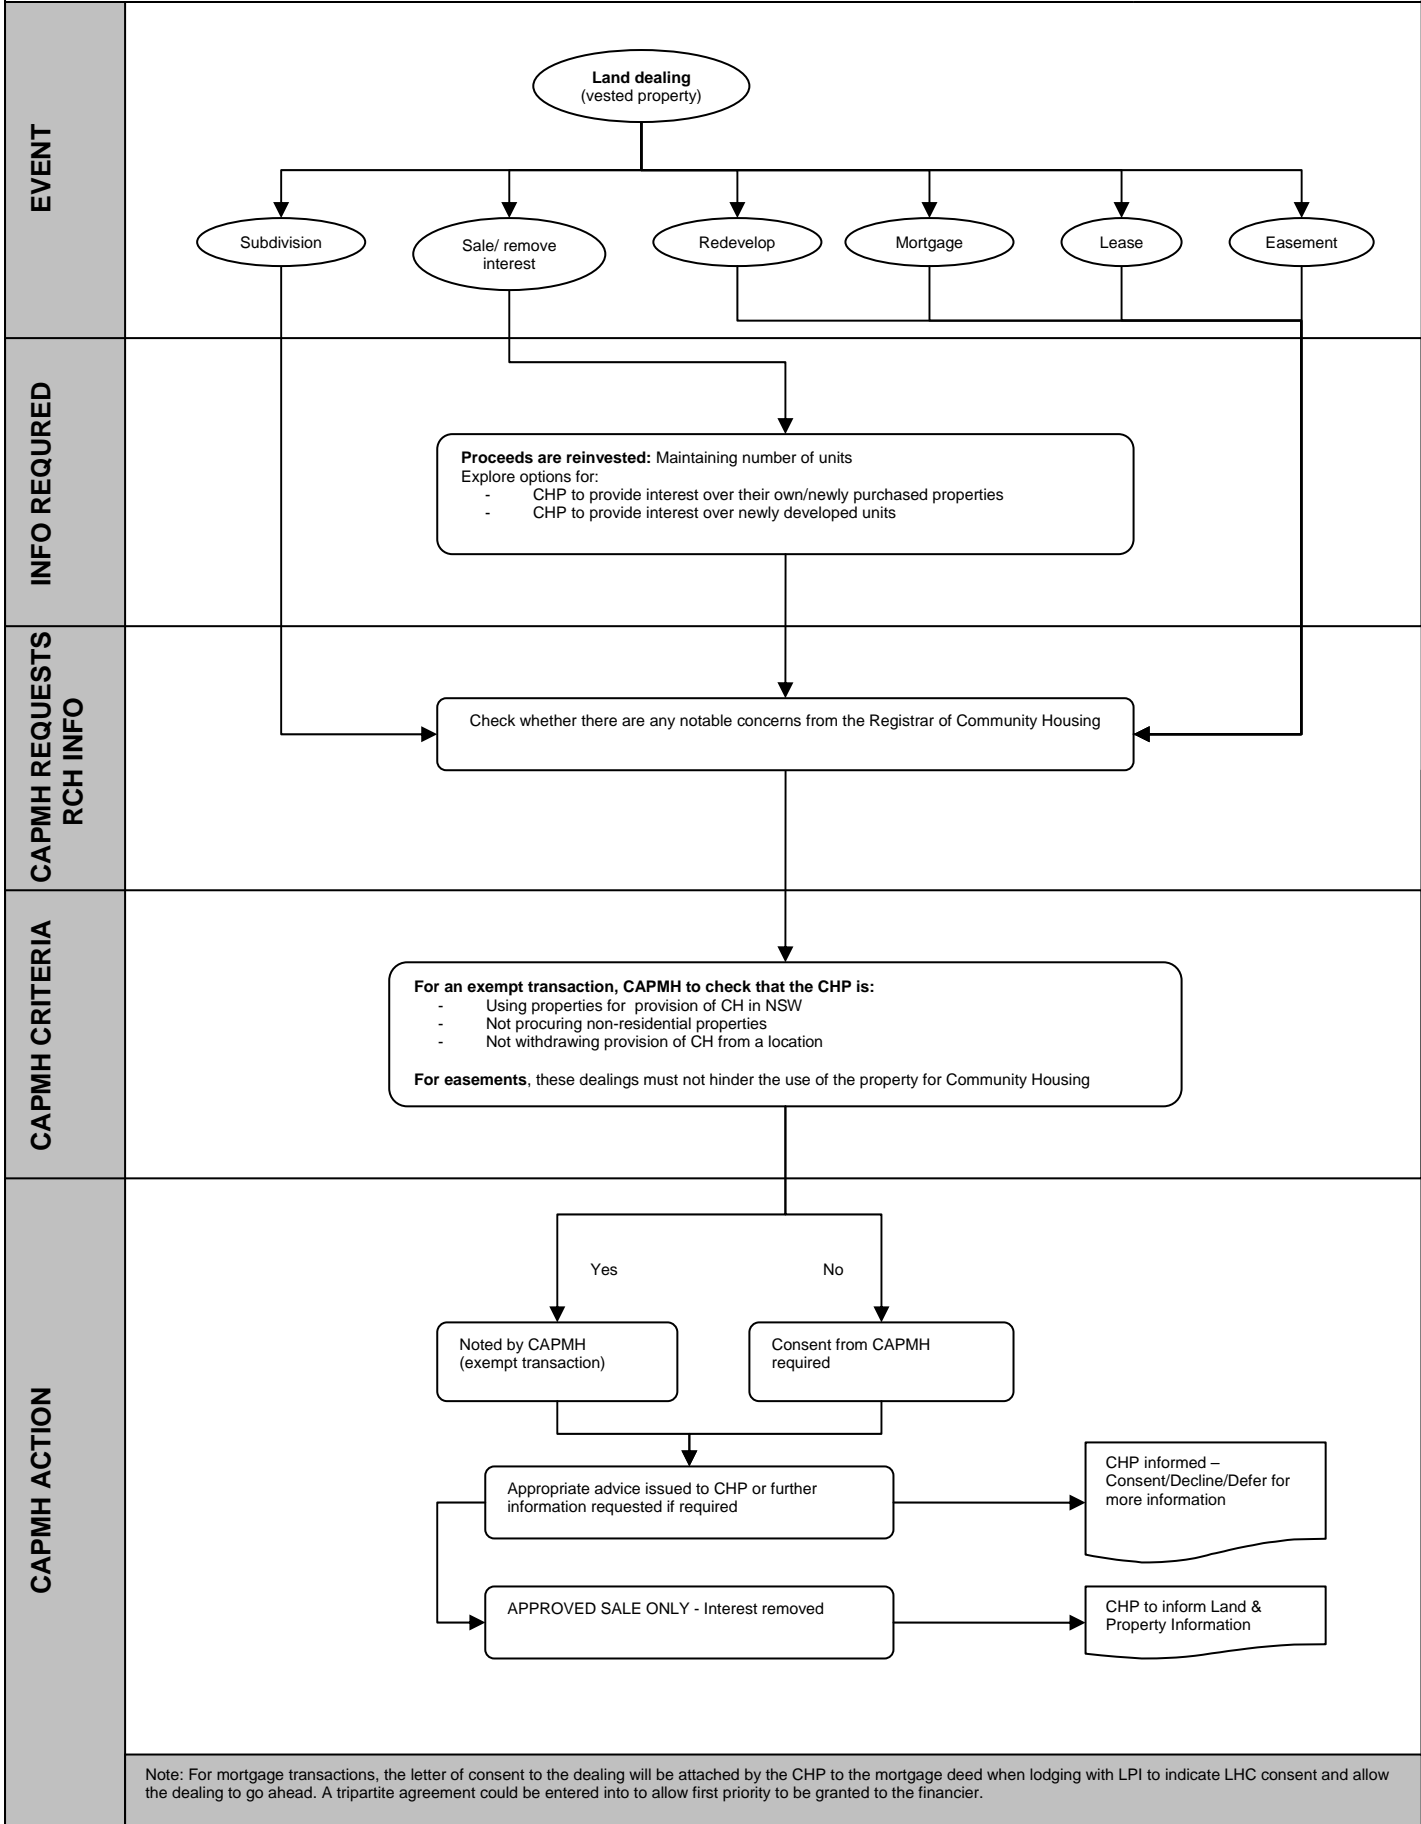 EVENT
Land dealing
(vested property)
Subdivision
Sale/ remove
interest
Redevelop
Mortgage
Lease
Easement
INFO REQURED
Proceeds are reinvested: Maintaining number of units
Explore options for:
- CHP to provide interest over their own/newly purchased properties
- CHP to provide interest over newly developed units
CAPMH REQUESTS
RCH INFO
Check whether there are any notable concerns from the Registrar of Community Housing
CAPMH CRITERIA
For an exempt transaction, CAPMH to check that the CHP is:
- Using properties for provision of CH in NSW
- Not procuring non-residential properties
- Not withdrawing provision of CH from a location
For easements, these dealings must not hinder the use of the property for Community Housing
CAPMH ACTION
Yes
No
Noted by CAPMH
(exempt transaction)
Consent from CAPMH
required
Appropriate advice issued to CHP or further
information requested if required
CHP informed –
Consent/Decline/Defer for
more information
APPROVED SALE ONLY - Interest removed
CHP to inform Land &
Property Information
Note: For mortgage transactions, the letter of consent to the dealing will be attached by the CHP to the mortgage deed when lodging with LPI to indicate LHC consent and allow
the dealing to go ahead. A tripartite agreement could be entered into to allow first priority to be granted to the financier.